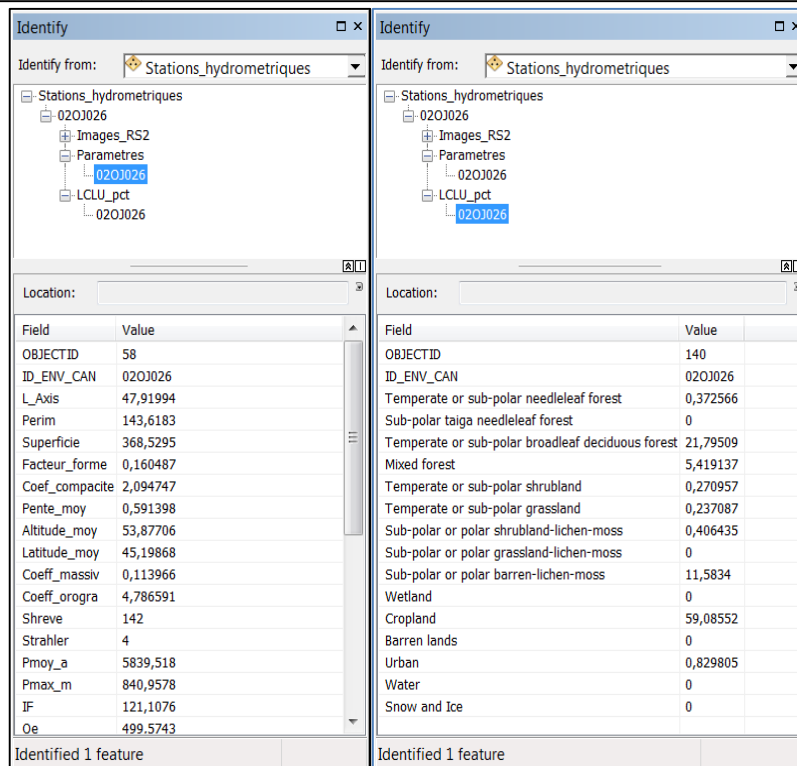 Identify
Identify from: Stations_hydrometriques
Stations_hydrometriques
02OJ026
Images_RS2
Parametres
02OJ026
LCLU_pct
02OJ026
Location:
Field Value
OBJECTID 58
ID_ENV_CAN 02OJ026
L_Axis 47,91994
Perim 143,6183
Superficie 368,5295
Facteur_forme 0,160487
Coef_compacite 2,094747
Pente_moy 0,591398
Altitude_moy 53,87706
Latitude_moy 45,19868
Coeff_massiv 0,113966
Coeff_orogra 4,786591
Shreve 142
Strahler 4
Pmoy_a 5839,518
Pmax_m 840,9578
IF 121,1076
Oe 499,5743
Identified 1 feature
Identify
Identify from: Stations_hydrometriques
Stations_hydrometriques
02OJ026
Images_RS2
Parametres
02OJ026
LCLU_pct
02OJ026
Location:
Field Value
OBJECTID 140
ID_ENV_CAN 02OJ026
Temperate or sub-polar needleleaf forest 0,372566
Sub-polar taiga needleleaf forest 0
Temperate or sub-polar broadleaf deciduous forest 21,79509
Mixed forest 5,419137
Temperate or sub-polar shrubland 0,270957
Temperate or sub-polar grassland 0,237087
Sub-polar or polar shrubland-lichen-moss 0,406435
Sub-polar or polar grassland-lichen-moss 0
Sub-polar or polar barren-lichen-moss 11,5834
Wetland 0
Cropland 59,08552
Barren lands 0
Urban 0,829805
Water 0
Snow and Ice 0
Identified 1 feature